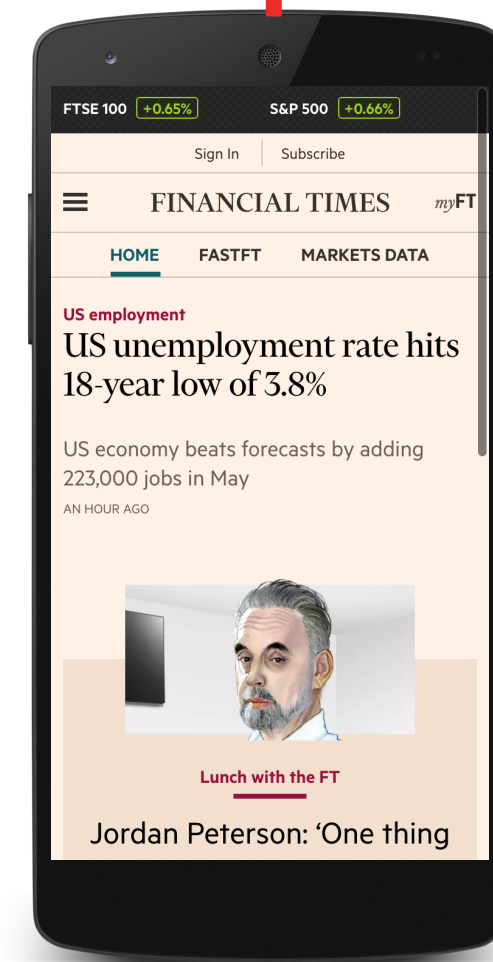 FTSE 100 +0.65% S&P 500 +0.66%
Sign In Subscribe
FINANCIAL TIMES myFT
HOME FASTFT MARKETS DATA
US employment
US unemployment rate hits
18-year low of 3.8%
US economy beats forecasts by adding
223,000 jobs in May
AN HOUR AGO
Lunch with the FT
Jordan Peterson: ‘One thing